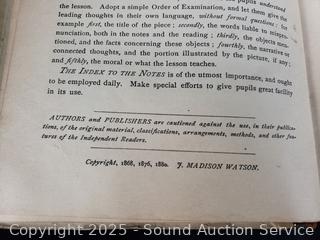 the lesson. Adopt a simple Order of Examination, and let them give the
leading thoughts in their own language, without formal questions: for
example first, the title of the piece; secondly, the words liable to mispro-
nunciation, both in the notes and the reading; thirdly, the objects men-
tioned, and the facts concerning these objects; fourthly, the narrative or
connected thoughts, and the portion illustrated by the picture, if any;
and fifthly, the moral or what the lesson teaches.
THE INDEX TO THE NOTES is of the utmost importance, and ought
to be employed daily. Make special efforts to give pupils great facility
in its use.
AUTHORS and PUBLISHERS are cautioned against the use, in their publica-
tions, of the original material, classifications, arrangements, methods, and other fea-
tures of the Independent Readers.
Copyright, 1868, 1876, 1880. J. MADISON WATSON.
Copyright 2025 - Sound Auction Service